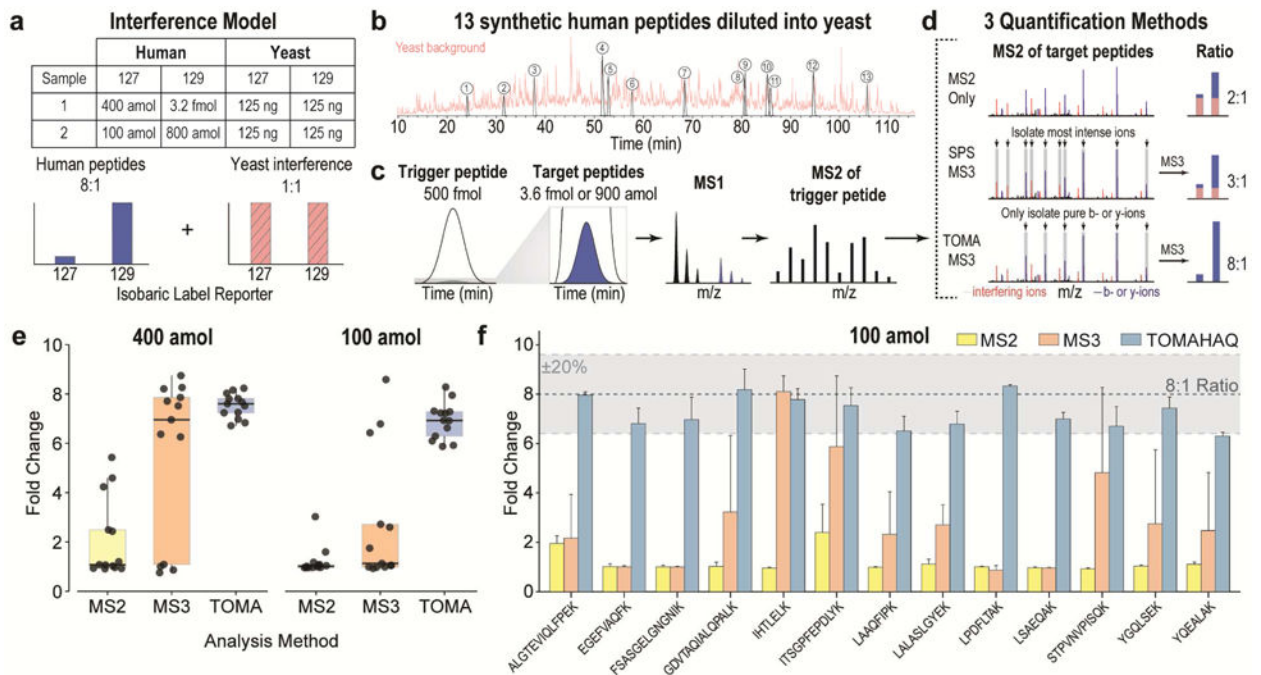 a
Interference Model
Human Yeast
Sample 127 129 127 129
1 400 amol 3.2 fmol 125 ng 125 ng
2 100 amol 800 amol 125 ng 125 ng
Human peptides
8:1
Yeast interference
1:1
+
127 129
127 129
Isobaric Label Reporter
b
13 synthetic human peptides diluted into yeast
Yeast background
1 2 3 4 5 6 7 8 9 10 11 12 13
10 20 30 40 50 60 70 80 90 100 110
Time (min)
c
Trigger peptide
500 fmol
Time (min)
Target peptides
3.6 fmol or 900 amol
Time (min)
MS1
m/z
MS2 of
trigger petide
m/z
d
3 Quantification Methods
MS2 of target peptides
Ratio
MS2
Only
2:1
Isolate most intense ions
SPS
MS3
MS3
3:1
Only isolate pure b- or y-ions
TOMA
MS3
MS3
8:1
interfering ions
m/z
b- or y-ions
e
400 amol
100 amol
Fold Change
10
8
6
4
2
0
MS2 MS3 TOMA
MS2 MS3 TOMA
Analysis Method
f
100 amol
MS2 MS3 TOMAHAQ
±20%
8:1 Ratio
Fold Change
10
8
6
4
2
0
ALGTEVIQLFPEK
EGEFVAQFK
FSASGELGNGNIK
GDVTAQIALQPALK
IHTLELK
ITSGPFEPDLYK
LAAQFIPK
LALASLGYEK
LPDFLTAK
LSAEQAK
STPVNVPISQK
YGQLSEK
YQEALAK